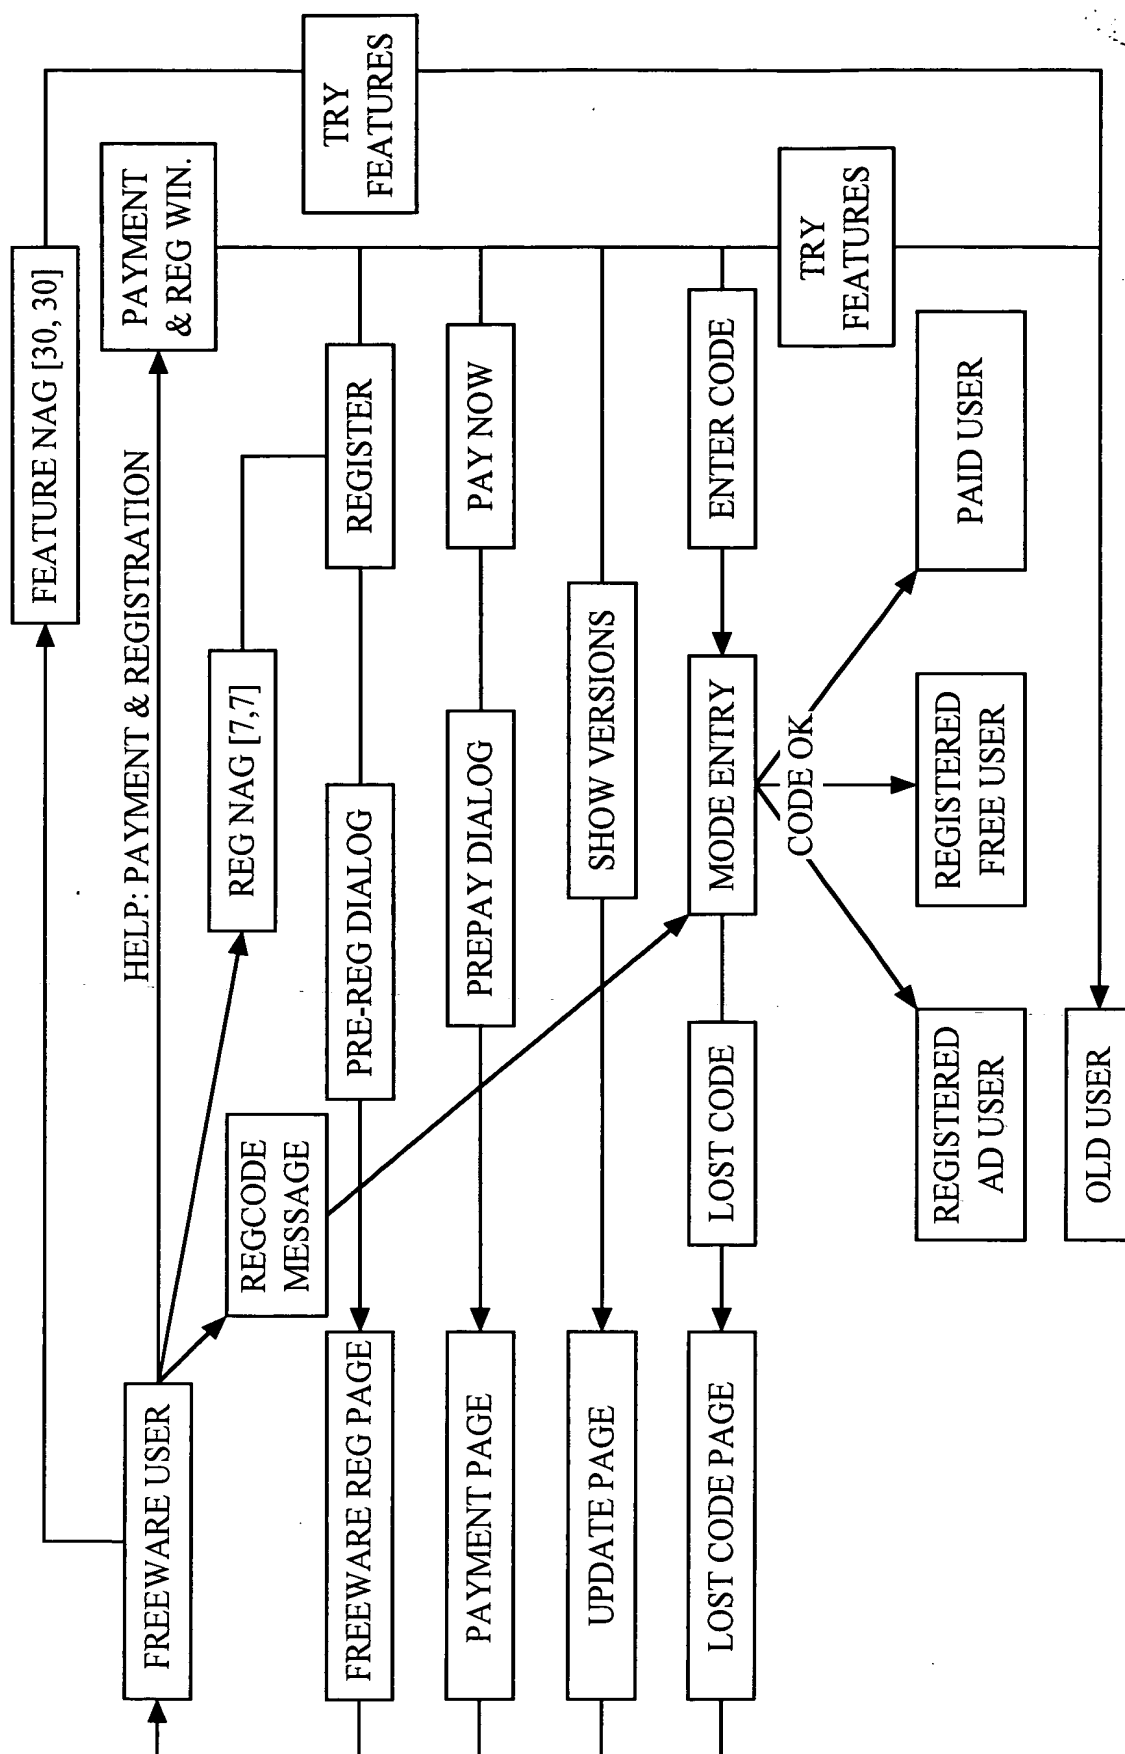 FEATURE NAG [30, 30]
TRY
FEATURES
FREEWARE USER
HELP: PAYMENT & REGISTRATION
PAYMENT
& REG WIN.
REG NAG [7,7]
REGCODE
MESSAGE
FREEWARE REG PAGE
PRE-REG DIALOG
REGISTER
PAYMENT PAGE
PREPAY DIALOG
PAY NOW
UPDATE PAGE
SHOW VERSIONS
LOST CODE PAGE
LOST CODE
MODE ENTRY
ENTER CODE
CODE OK
TRY
FEATURES
REGISTERED
AD USER
REGISTERED
FREE USER
PAID USER
OLD USER